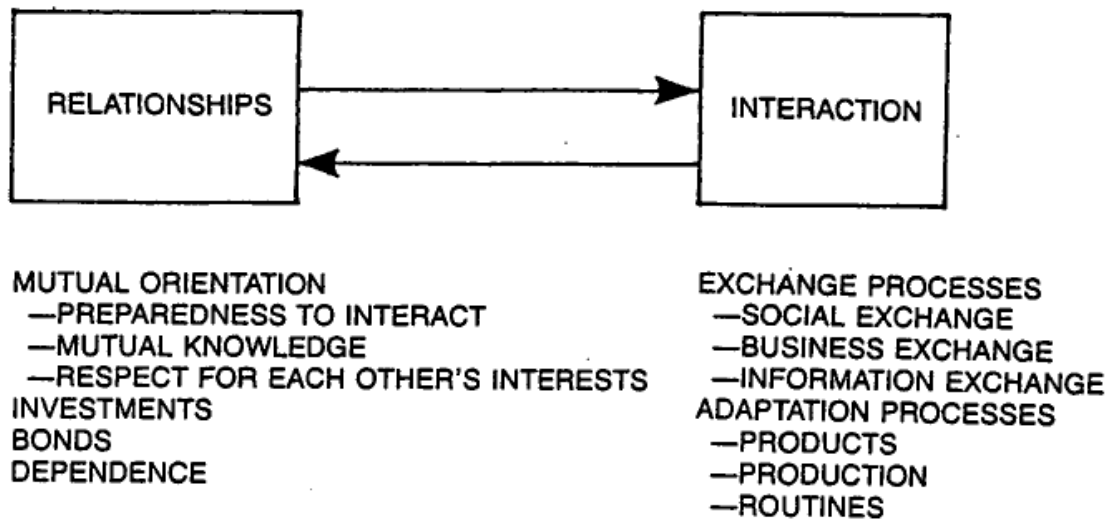 RELATIONSHIPS
INTERACTION
MUTUAL ORIENTATION
—PREPAREDNESS TO INTERACT
—MUTUAL KNOWLEDGE
—RESPECT FOR EACH OTHER'S INTERESTS
INVESTMENTS
BONDS
DEPENDENCE
EXCHANGE PROCESSES
—SOCIAL EXCHANGE
—BUSINESS EXCHANGE
—INFORMATION EXCHANGE
ADAPTATION PROCESSES
—PRODUCTS
—PRODUCTION
—ROUTINES